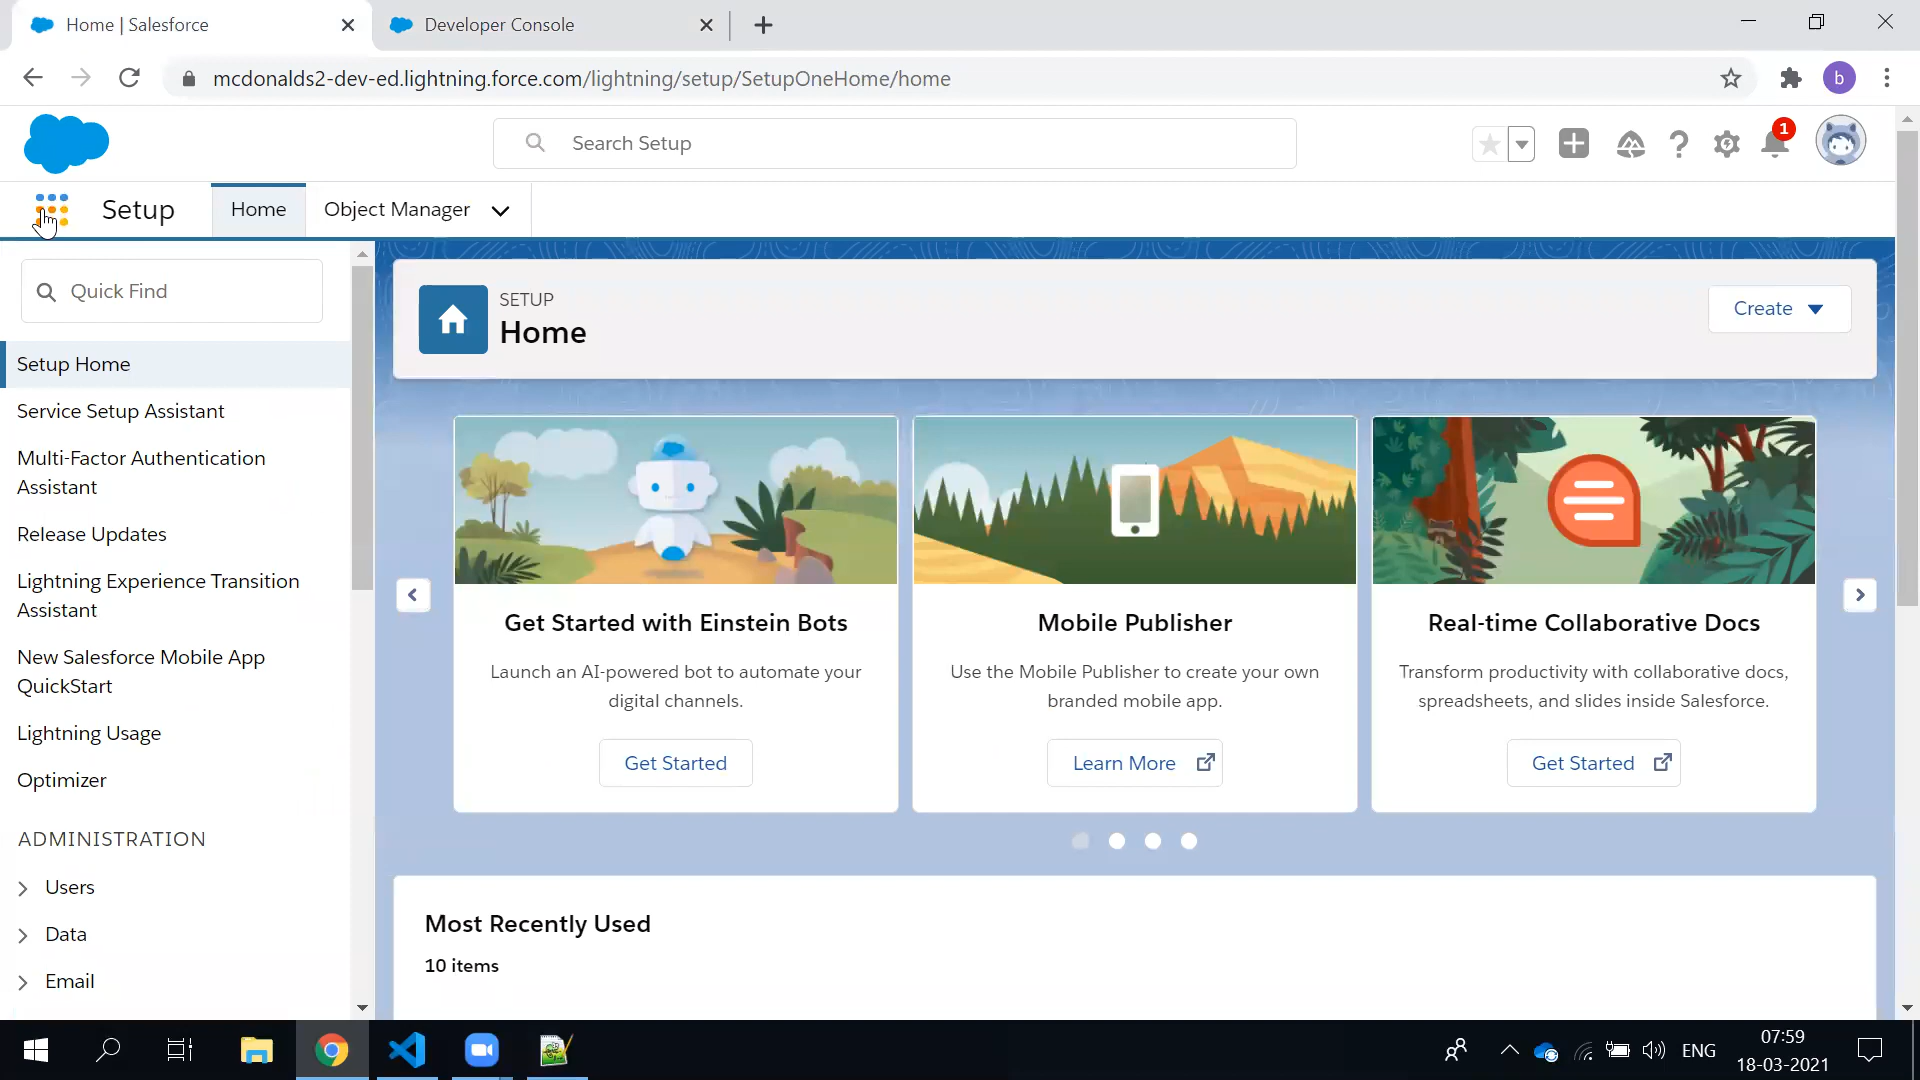 Home | Salesforce
Developer Console
mcdonalds2-dev-ed.lightning.force.com/lightning/setup/SetupOneHome/home
b
Search Setup
1
Setup
Home
Object Manager
Quick Find
SETUP
Home
Create
Setup Home
Service Setup Assistant
Multi-Factor Authentication
Assistant
Release Updates
Lightning Experience Transition
Assistant
New Salesforce Mobile App
QuickStart
Lightning Usage
Optimizer
ADMINISTRATION
Users
Data
Email
Get Started with Einstein Bots
Launch an AI-powered bot to automate your
digital channels.
Get Started
Mobile Publisher
Use the Mobile Publisher to create your own
branded mobile app.
Learn More
Real-time Collaborative Docs
Transform productivity with collaborative docs,
spreadsheets, and slides inside Salesforce.
Get Started
Most Recently Used
10 items
ENG
07:59
18-03-2021